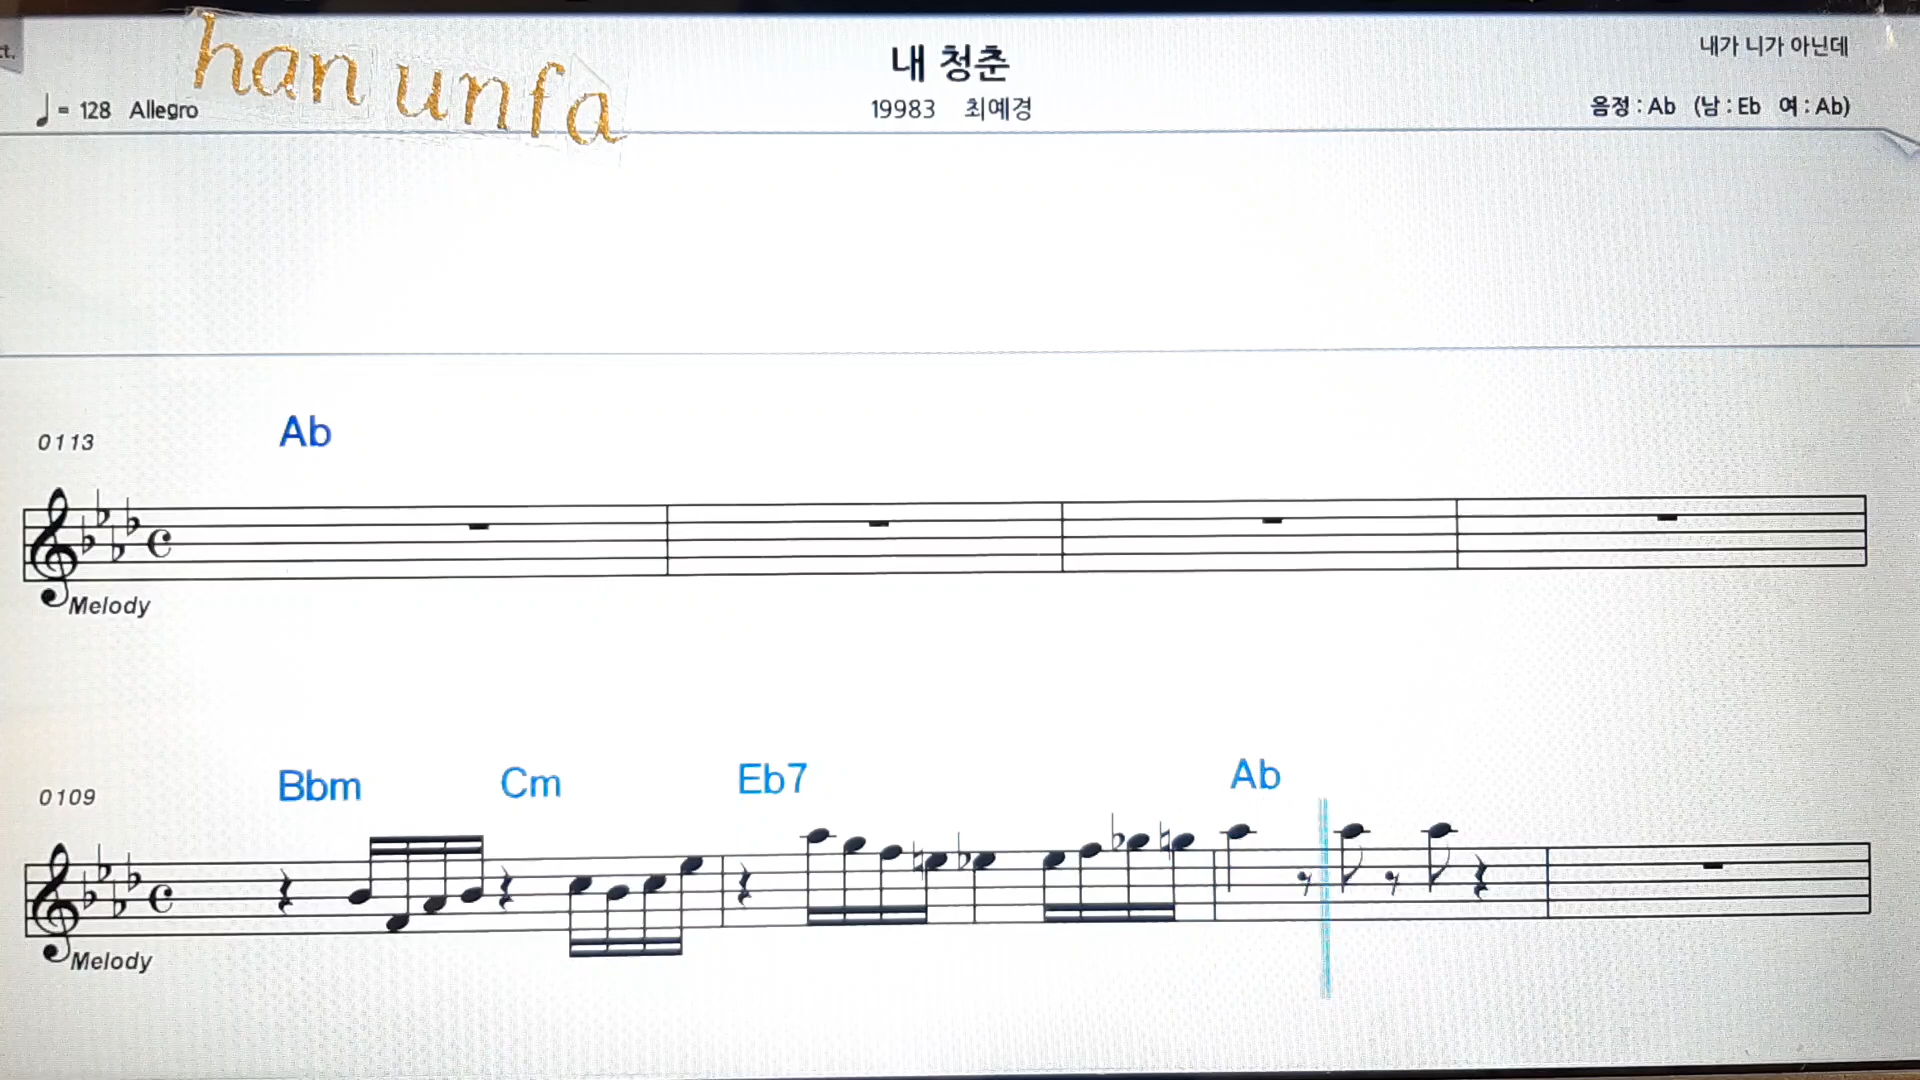 ct.
han unfa
내 청춘
내가 니가 아닌데
♩ = 128 Allegro
19983 최예경
음정 : Ab (남 : Eb 여 : Ab)
Ab
0113
Melody
Bbm Cm Eb7 Ab
0109
Melody